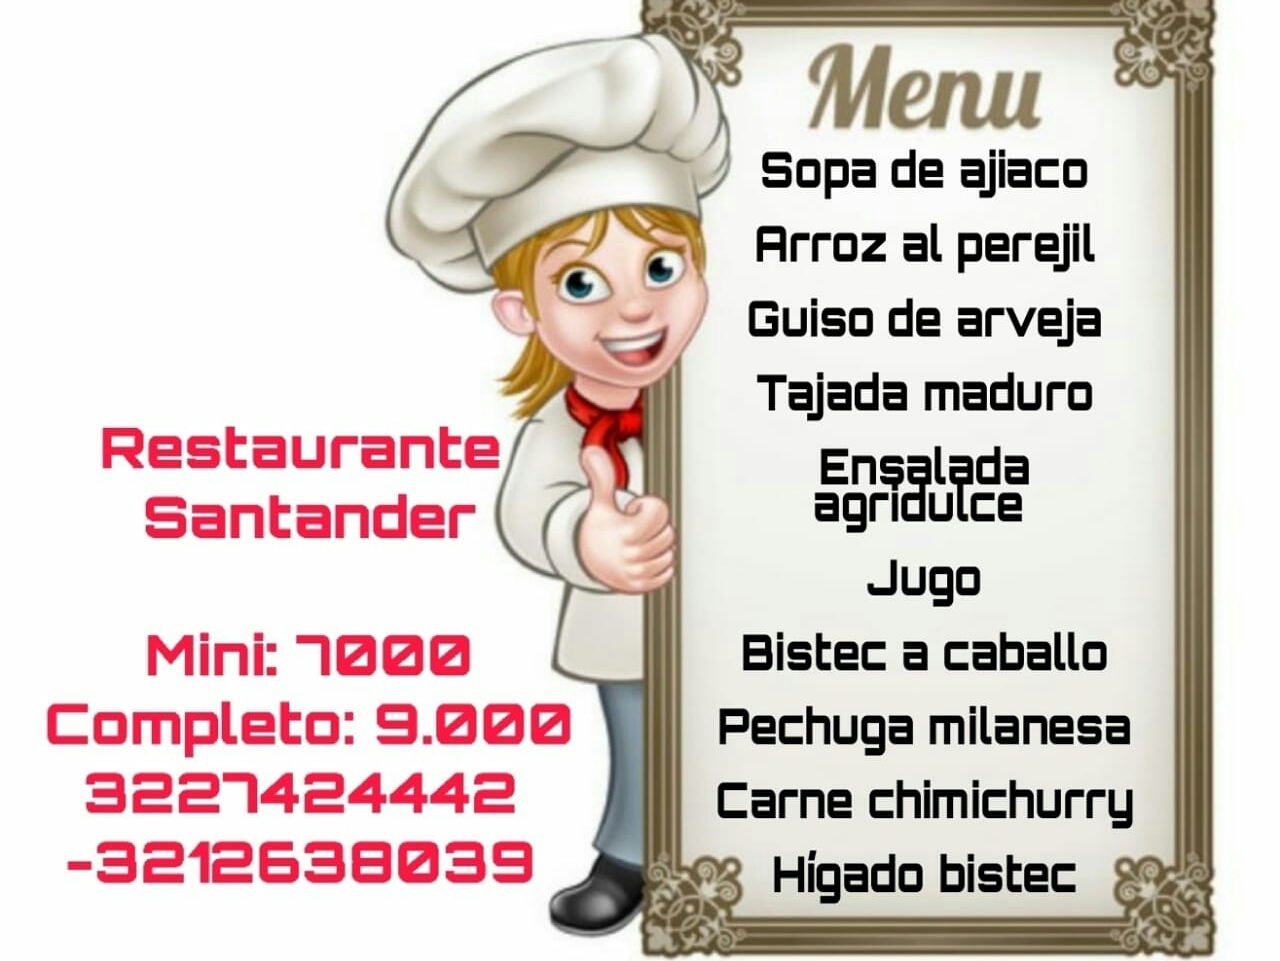 Restaurante
Santander
Mini: 7000
Completo: 9.000
3227424442
-3212638039
Menu
Sopa de ajiaco
Arroz al perejil
Guiso de arveja
Tajada maduro
Ensalada
agridulce
Jugo
Bistec a caballo
Pechuga milanesa
Carne chimichurry
Hígado bistec